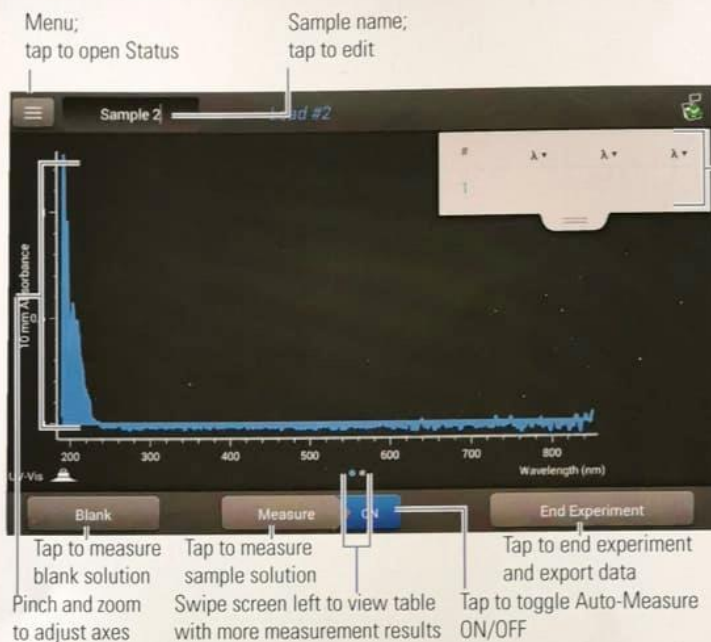 Menu;
tap to open Status
Sample name;
tap to edit
Sample 2
#2
# λ λ λ
1
10 mm Absorbance
200 300 400 500 600 700 800
Wavelength (nm)
UV-Vis
Blank
Measure
ON
End Experiment
Tap to measure
blank solution
Tap to measure
sample solution
Tap to end experiment
and export data
Pinch and zoom
to adjust axes
Swipe screen left to view table
with more measurement results
Tap to toggle Auto-Measure
ON/OFF